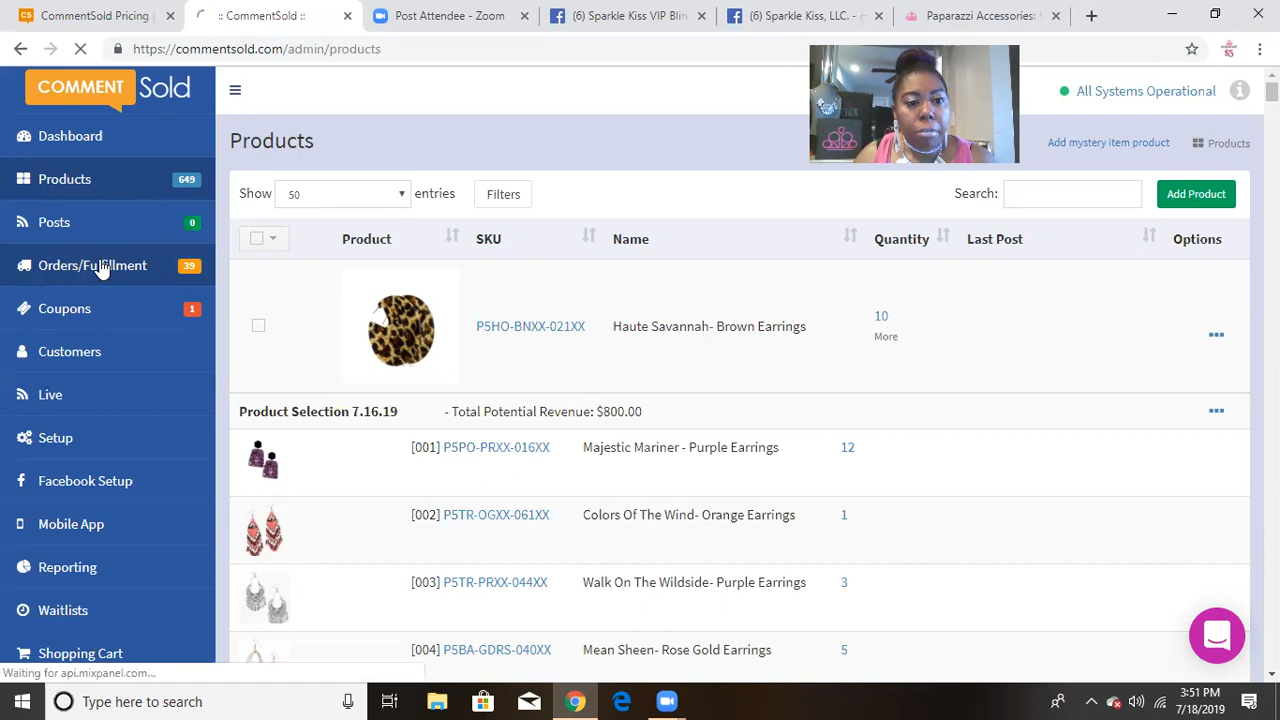 CommentSold Pricing |
:: CommentSold ::
Post Attendee - Zoom
(6) Sparkle Kiss VIP Blin
(6) Sparkle Kiss, LLC. -
Paparazzi Accessories:
https://commentsold.com/admin/products
COMMENT Sold
All Systems Operational
Dashboard
Products 649
Posts 0
Orders/Fulfillment 39
Coupons 1
Customers
Live
Setup
Facebook Setup
Mobile App
Reporting
Waitlists
Shopping Cart
Products
Add mystery item product
Products
Show 50 entries Filters Search: Add Product
Product SKU Name Quantity Last Post Options
P5HO-BNXX-021XX Haute Savannah- Brown Earrings 10
More
Product Selection 7.16.19 - Total Potential Revenue: $800.00
[001] P5PO-PRXX-016XX Majestic Mariner - Purple Earrings 12
[002] P5TR-OGXX-061XX Colors Of The Wind- Orange Earrings 1
[003] P5TR-PRXX-044XX Walk On The Wildside- Purple Earrings 3
[004] P5BA-GDRS-040XX Mean Sheen- Rose Gold Earrings 5
Waiting for api.mixpanel.com...
Type here to search
3:51 PM
7/18/2019